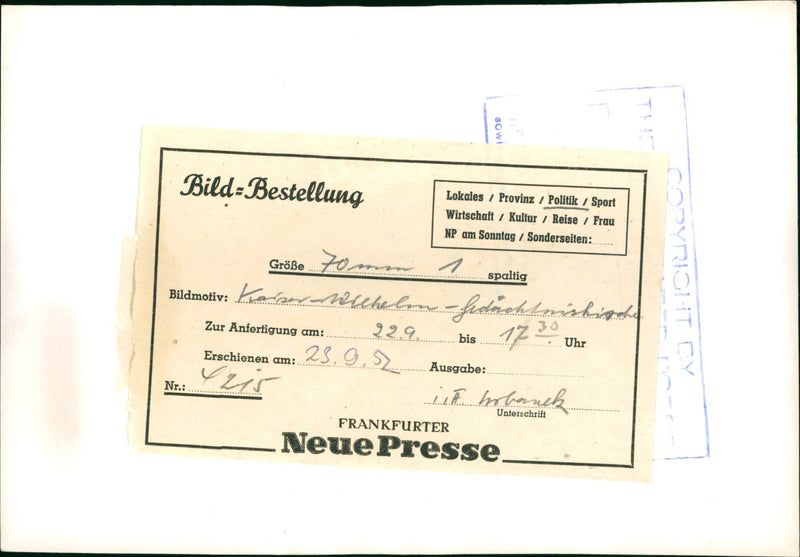 Bild=Bestellung
Lokales / Provinz / Politik / Sport
Wirtschaft / Kultur / Reise / Frau
NP am Sonntag / Sonderseiten:
Größe 70 mm 1 spaltig
Bildmotiv: Kaiser-Wilhelm-Gedächtniskirche
Zur Anfertigung am: 22.9. bis 17 30 Uhr
Erschienen am: 23.9.52 Ausgabe:
Nr.: 4215
Unterschrift
FRANKFURTER
Neue Presse
COPYRIGHT BY